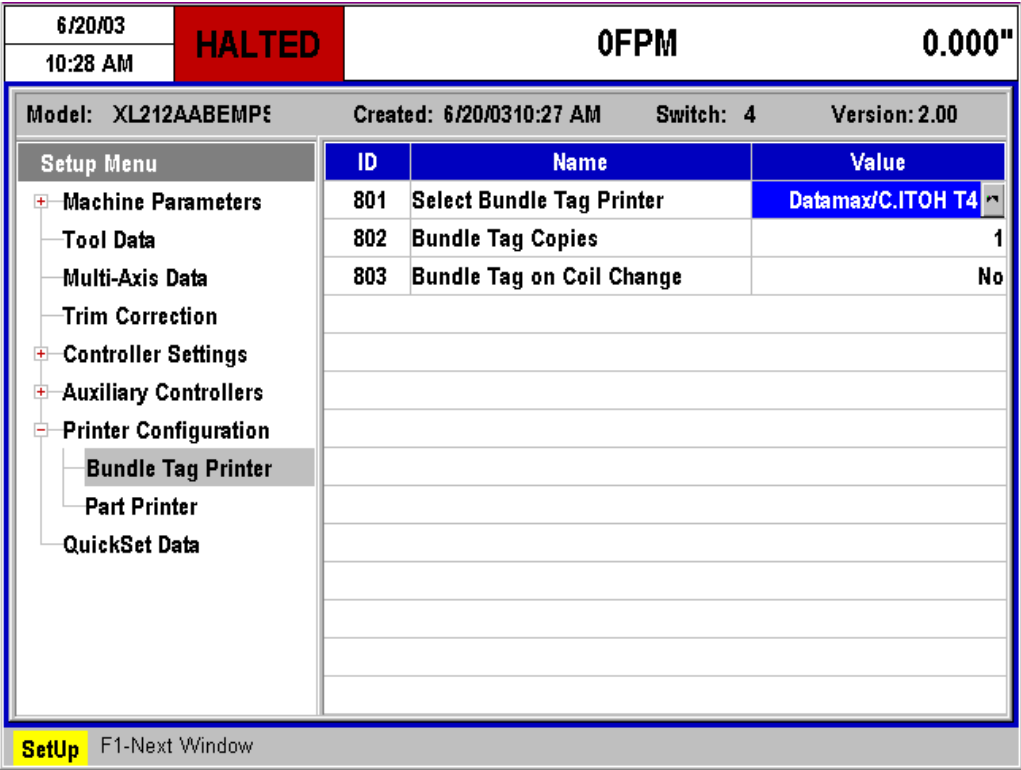 6/20/03
10:28 AM
HALTED
0FPM
0.000"
Model: XL212AABEMPS Created: 6/20/0310:27 AM Switch: 4 Version: 2.00
Setup Menu
Machine Parameters
Tool Data
Multi-Axis Data
Trim Correction
Controller Settings
Auxiliary Controllers
Printer Configuration
Bundle Tag Printer
Part Printer
QuickSet Data
ID Name Value
801 Select Bundle Tag Printer Datamax/C.ITOH T4
802 Bundle Tag Copies 1
803 Bundle Tag on Coil Change No
SetUp F1-Next Window